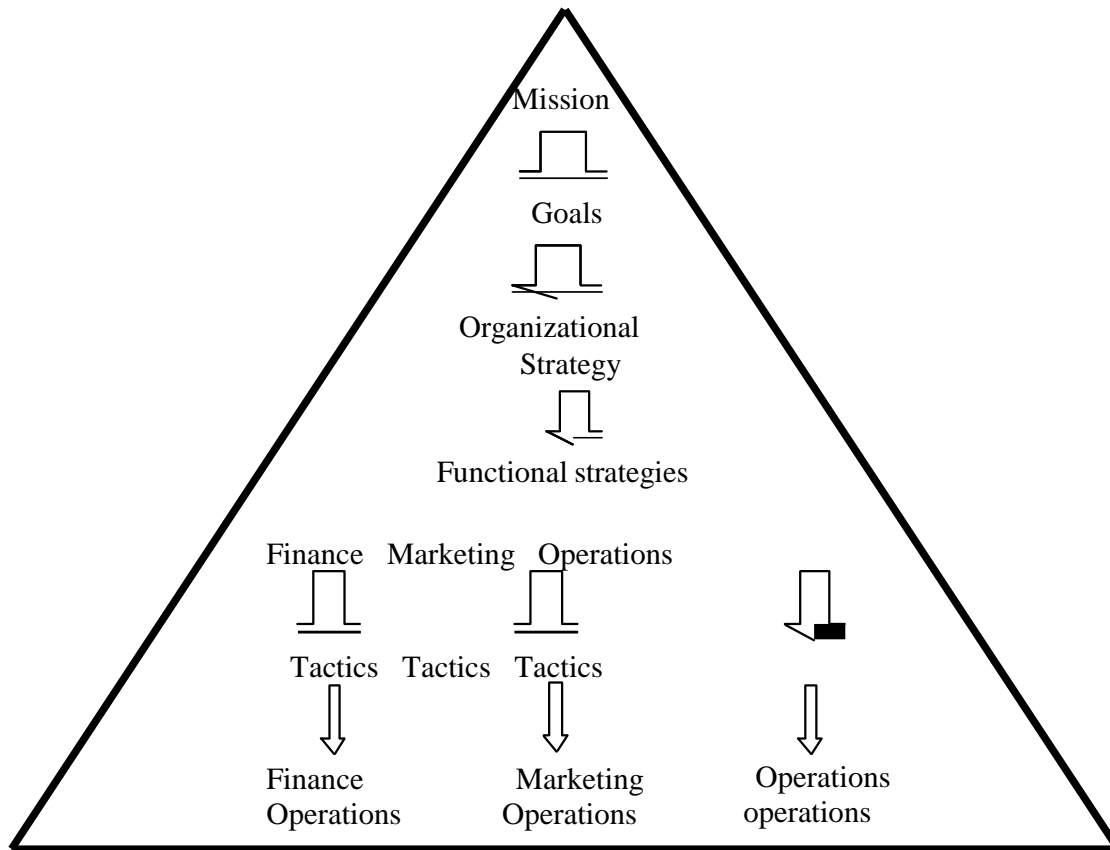 Mission
Goals
Organizational
Strategy
Functional strategies
Finance Marketing Operations
Tactics Tactics Tactics
Finance Marketing Operations
Operations Operations operations